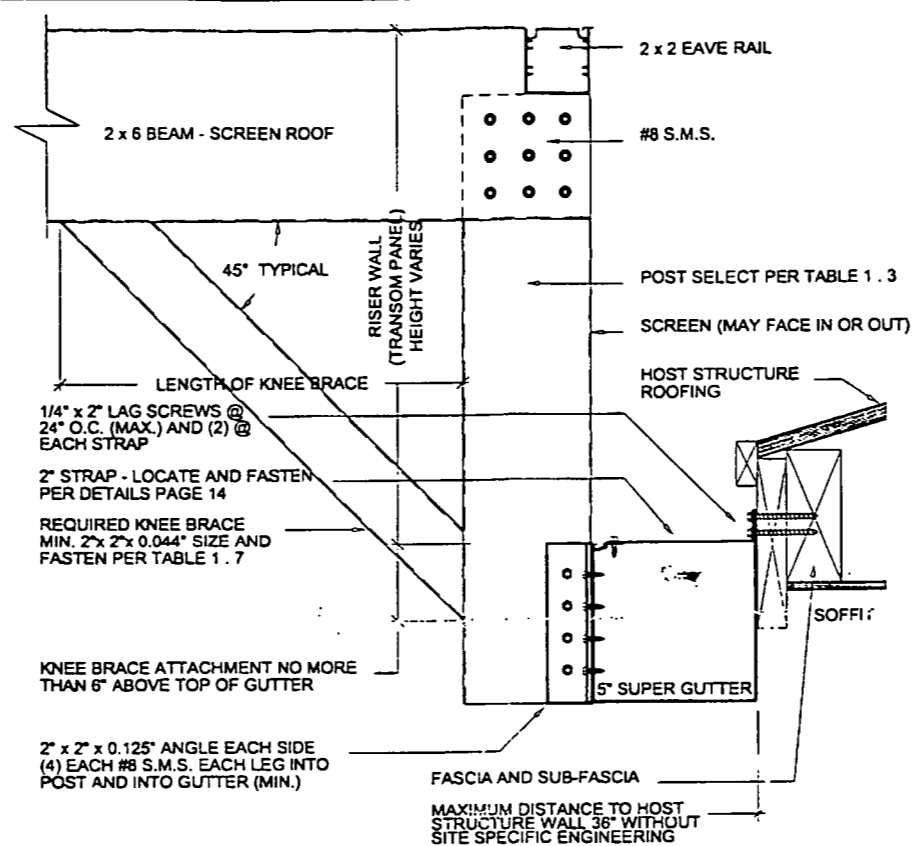 2 x 2 EAVE RAIL
2 x 6 BEAM - SCREEN ROOF
#8 S.M.S.
RISER WALL
(TRANSOM PANEL)
HEIGHT VARIES
45° TYPICAL
POST SELECT PER TABLE 1 . 3
SCREEN (MAY FACE IN OR OUT)
HOST STRUCTURE
ROOFING
LENGTH OF KNEE BRACE
1/4" x 2" LAG SCREWS @
24" O.C. (MAX.) AND (2) @
EACH STRAP
2" STRAP - LOCATE AND FASTEN
PER DETAILS PAGE 14
REQUIRED KNEE BRACE
MIN. 2"x 2"x 0.044" SIZE AND
FASTEN PER TABLE 1 . 7
SOFFIT
KNEE BRACE ATTACHMENT NO MORE
THAN 6" ABOVE TOP OF GUTTER
5" SUPER GUTTER
2" x 2" x 0.125" ANGLE EACH SIDE
(4) EACH #8 S.M.S. EACH LEG INTO
POST AND INTO GUTTER (MIN.)
FASCIA AND SUB-FASCIA
MAXIMUM DISTANCE TO HOST
STRUCTURE WALL 36" WITHOUT
SITE SPECIFIC ENGINEERING